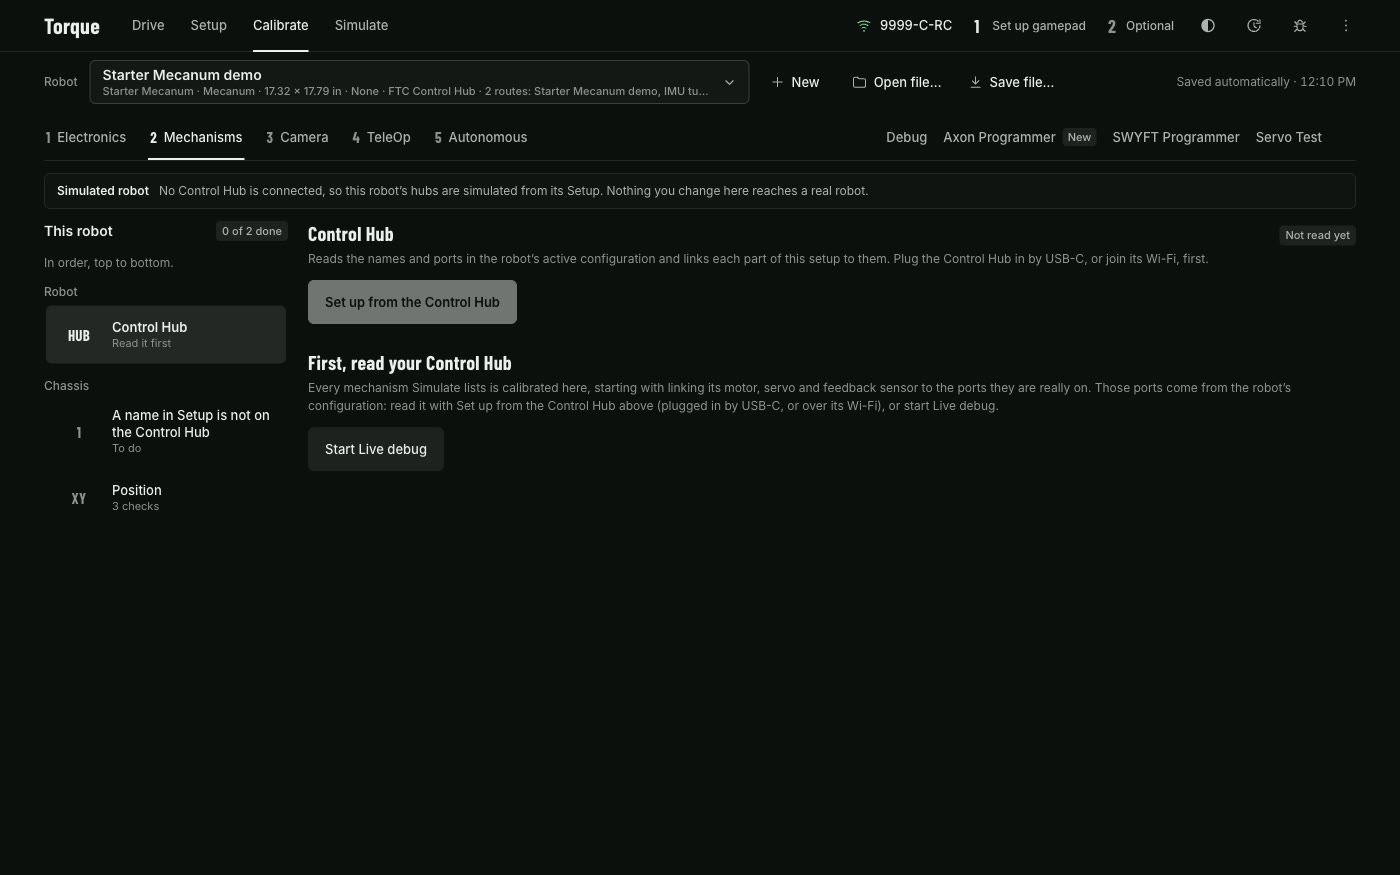 Torque Drive Setup Calibrate Simulate 9999-C-RC 1 Set up gamepad 2 Optional
Robot Starter Mecanum demo + New Open file... Save file... Saved automatically · 12:10 PM
Starter Mecanum · Mecanum · 17.32 × 17.79 in · None · FTC Control Hub · 2 routes: Starter Mecanum demo, IMU tu...
1 Electronics 2 Mechanisms 3 Camera 4 TeleOp 5 Autonomous Debug Axon Programmer New SWYFT Programmer Servo Test
Simulated robot No Control Hub is connected, so this robot's hubs are simulated from its Setup. Nothing you change here reaches a real robot.
This robot 0 of 2 done
In order, top to bottom.
Robot
HUB Control Hub
Read it first
Chassis
1 A name in Setup is not on
the Control Hub
To do
XY Position
3 checks
Control Hub Not read yet
Reads the names and ports in the robot's active configuration and links each part of this setup to them. Plug the Control Hub in by USB-C, or join its Wi-Fi, first.
Set up from the Control Hub
First, read your Control Hub
Every mechanism Simulate lists is calibrated here, starting with linking its motor, servo and feedback sensor to the ports they are really on. Those ports come from the robot's
configuration: read it with Set up from the Control Hub above (plugged in by USB-C, or over its Wi-Fi), or start Live debug.
Start Live debug